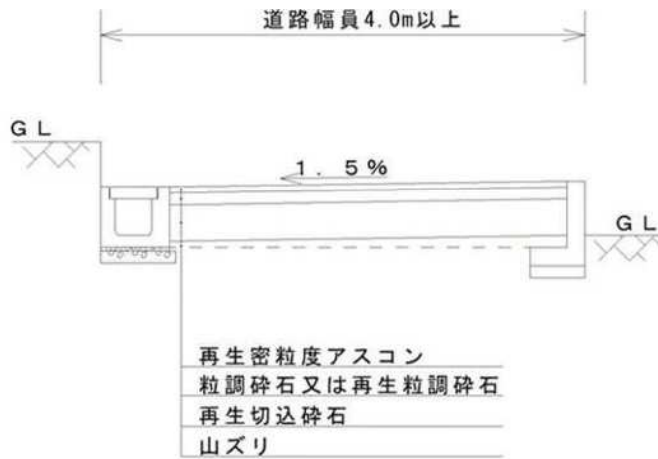 道路幅員4.0m以上
GL
1.5%
GL
再生密粒度アスコン
粒調砕石又は再生粒調砕石
再生切込砕石
山ズリ